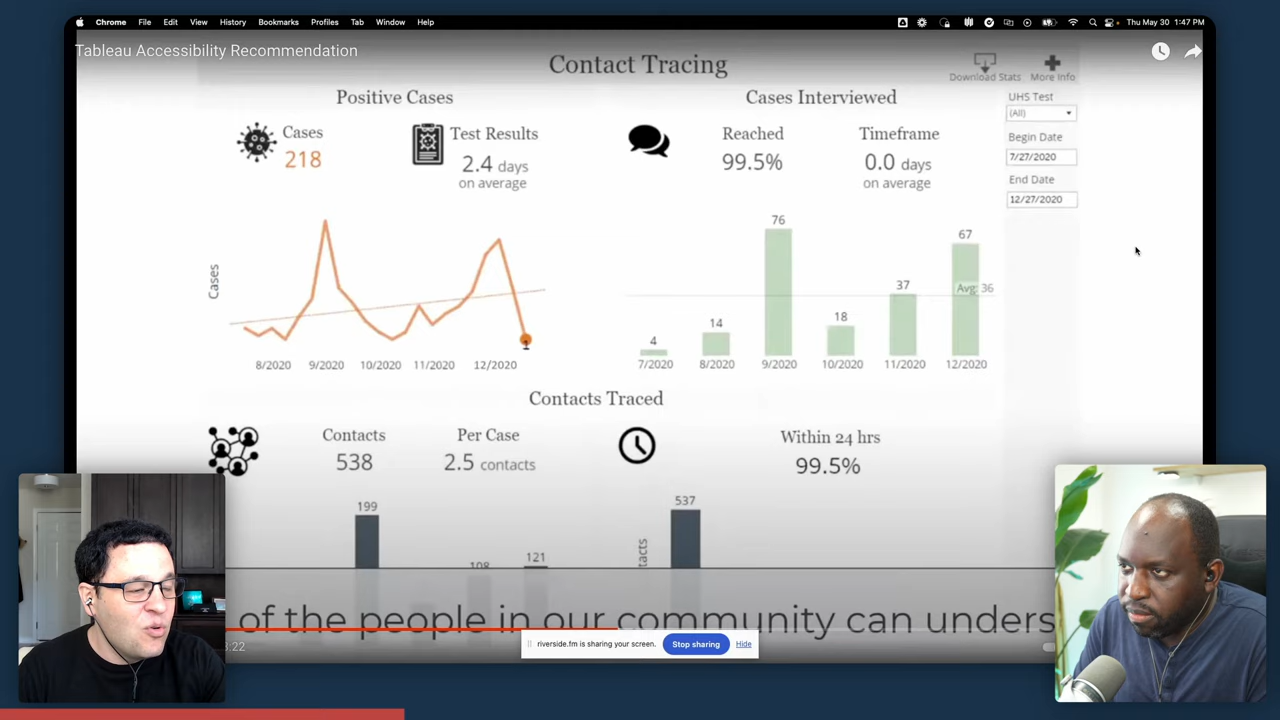 Chrome File Edit View History Bookmarks Profiles Tab Window Help Thu May 30 1:47 PM
Tableau Accessibility Recommendation
Contact Tracing
Download Stats More Info
Positive Cases
Cases Interviewed
UHS Test
(All)
Cases
218
Test Results
2.4 days
on average
Reached
99.5%
Timeframe
0.0 days
on average
Begin Date
7/27/2020
End Date
12/27/2020
Cases
8/2020 9/2020 10/2020 11/2020 12/2020
76
67
37
Avg: 36
18
14
4
7/2020 8/2020 9/2020 10/2020 11/2020 12/2020
Contacts Traced
Contacts
538
Per Case
2.5 contacts
Within 24 hrs
99.5%
199
108
121
537
of the people in our community can unders
:22
riverside.fm is sharing your screen. Stop sharing Hide